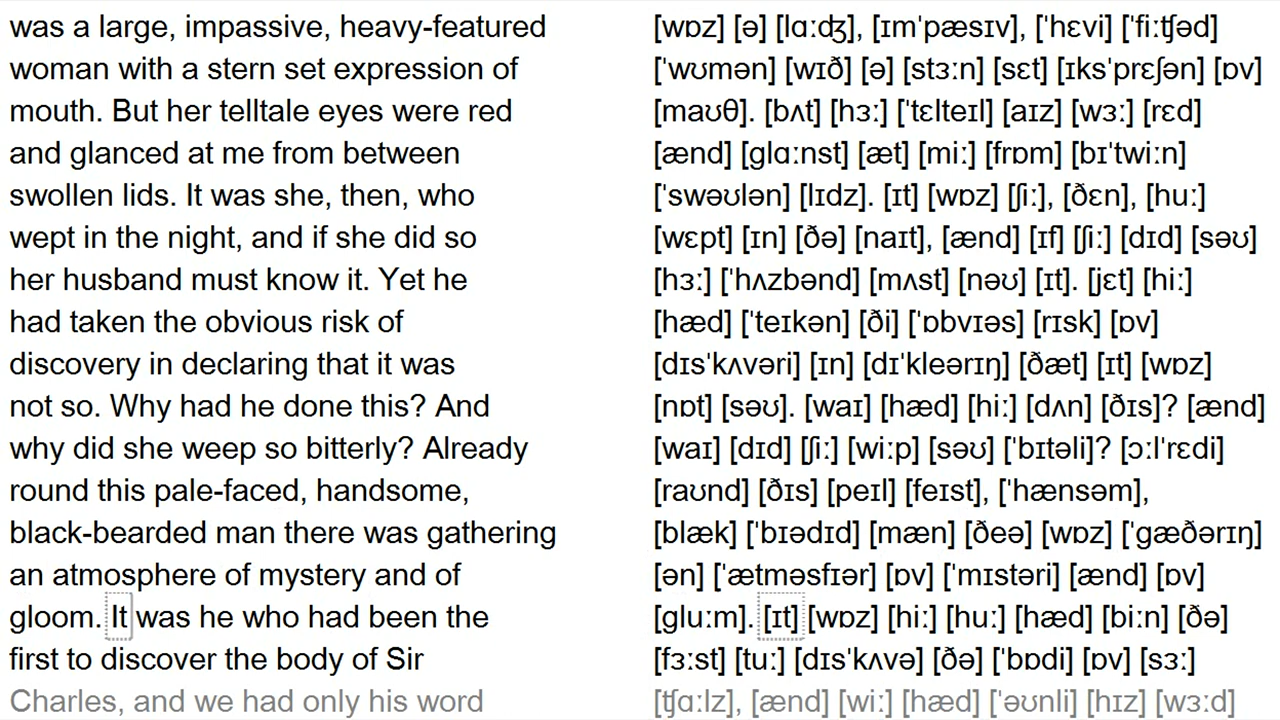 was a large, impassive, heavy-featured
woman with a stern set expression of
mouth. But her telltale eyes were red
and glanced at me from between
swollen lids. It was she, then, who
wept in the night, and if she did so
her husband must know it. Yet he
had taken the obvious risk of
discovery in declaring that it was
not so. Why had he done this? And
why did she weep so bitterly? Already
round this pale-faced, handsome,
black-bearded man there was gathering
an atmosphere of mystery and of
gloom. It was he who had been the
first to discover the body of Sir
Charles, and we had only his word
[wɒz] [ə] [lɑːʤ], [ɪmˈpæsɪv], [ˈhɛvi] [ˈfiːʧəd]
[ˈwʊmən] [wɪð] [ə] [stɜːn] [sɛt] [ɪksˈprɛʃən] [ɒv]
[maʊθ]. [bʌt] [hɜː] [ˈtɛlteɪl] [aɪz] [wɜː] [rɛd]
[ænd] [glɑːnst] [æt] [miː] [frɒm] [bɪˈtwiːn]
[ˈswəʊlən] [lɪdz]. [ɪt] [wɒz] [ʃiː], [ðɛn], [huː]
[wɛpt] [ɪn] [ðə] [naɪt], [ænd] [ɪf] [ʃiː] [dɪd] [səʊ]
[hɜː] [ˈhʌzbənd] [mʌst] [nəʊ] [ɪt]. [jɛt] [hiː]
[hæd] [ˈteɪkən] [ði] [ˈɒbvɪəs] [rɪsk] [ɒv]
[dɪsˈkʌvəri] [ɪn] [dɪˈkleərɪŋ] [ðæt] [ɪt] [wɒz]
[nɒt] [səʊ]. [waɪ] [hæd] [hiː] [dʌn] [ðɪs]? [ænd]
[waɪ] [dɪd] [ʃiː] [wiːp] [səʊ] [ˈbɪtəli]? [ɔːlˈrɛdi]
[raʊnd] [ðɪs] [peɪl] [feɪst], [ˈhænsəm],
[blæk] [ˈbɪədɪd] [mæn] [ðeə] [wɒz] [ˈgæðərɪŋ]
[ən] [ˈætməsfɪər] [ɒv] [ˈmɪstəri] [ænd] [ɒv]
[gluːm]. [ɪt] [wɒz] [hiː] [huː] [hæd] [biːn] [ðə]
[fɜːst] [tuː] [dɪsˈkʌvə] [ðə] [ˈbɒdi] [ɒv] [sɜː]
[ʧɑːlz], [ænd] [wiː] [hæd] [ˈəʊnli] [hɪz] [wɜːd]